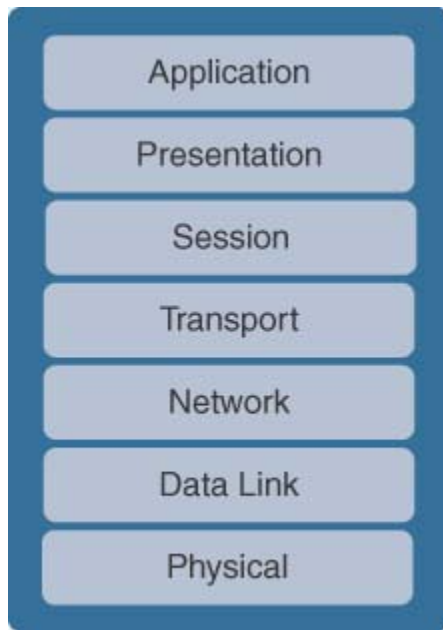 Application
Presentation
Session
Transport
Network
Data Link
Physical